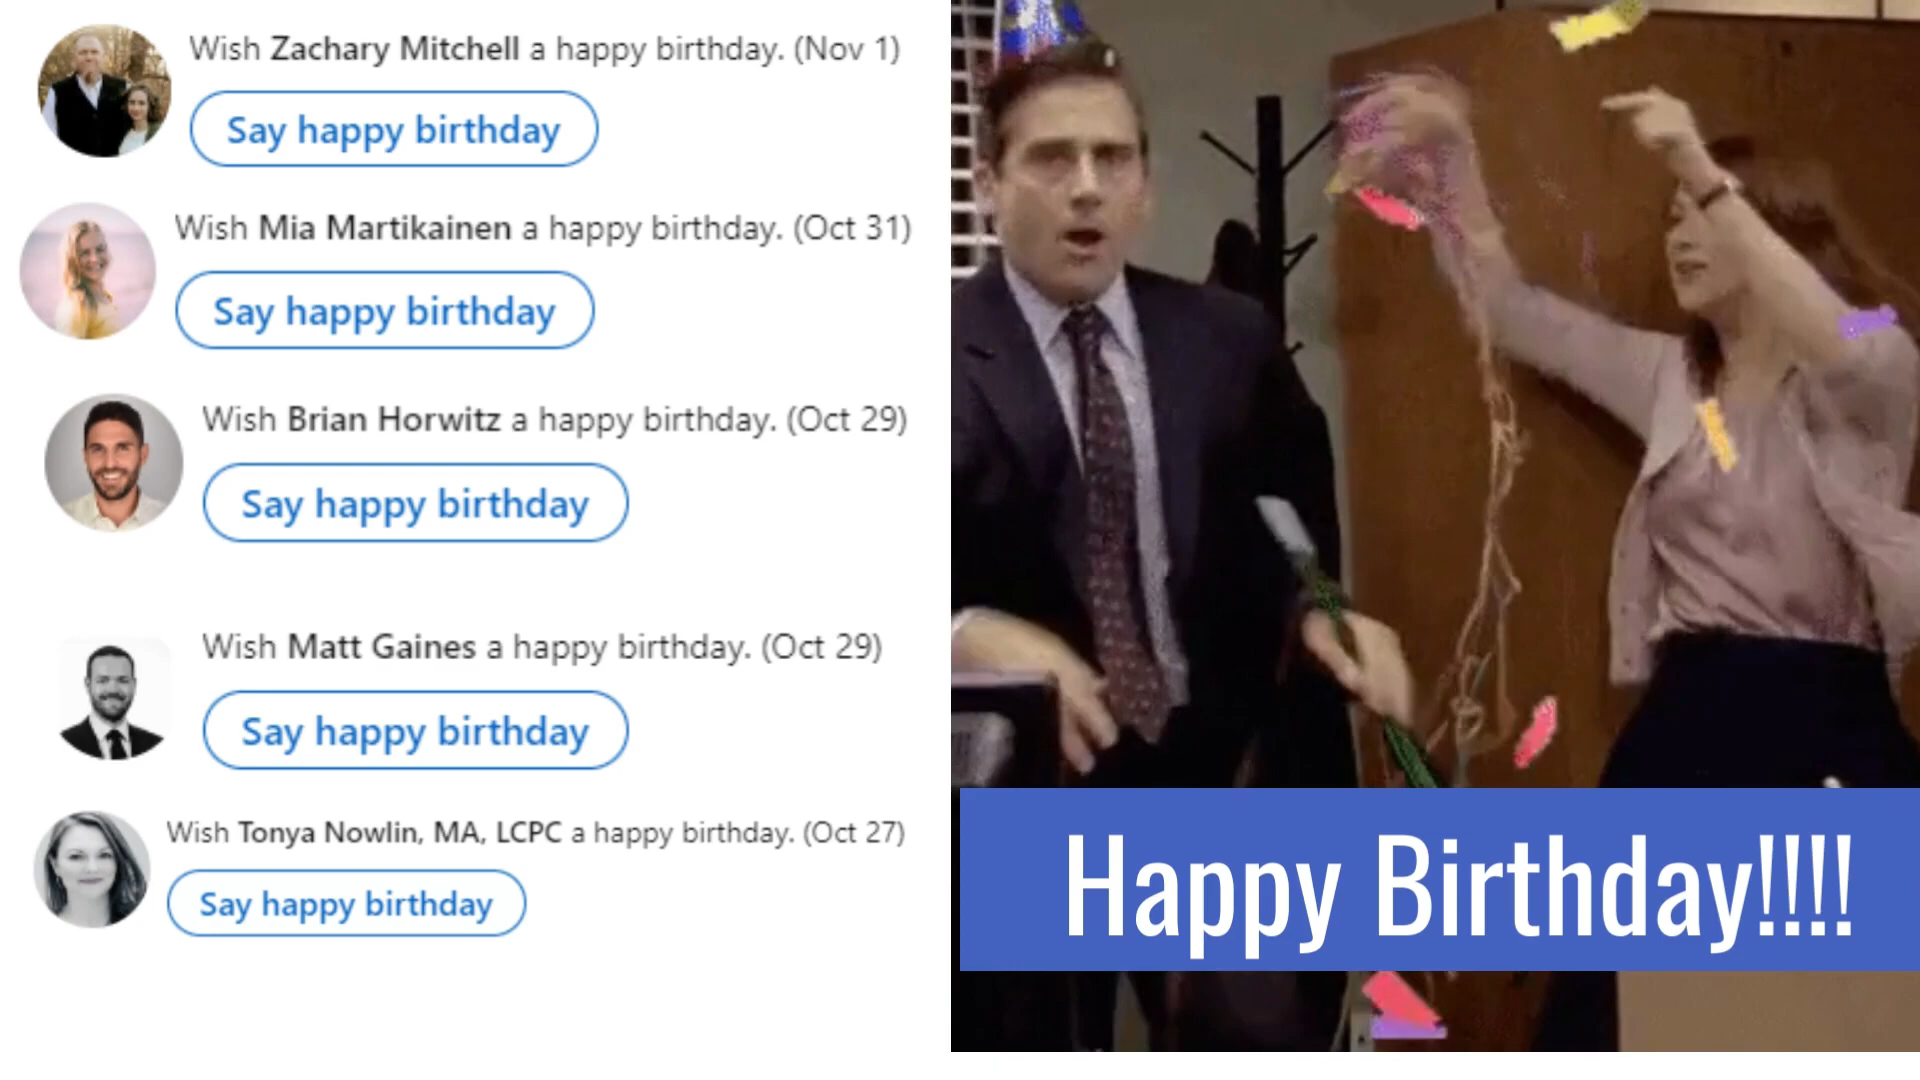 Wish Zachary Mitchell a happy birthday. (Nov 1)
Say happy birthday
Wish Mia Martikainen a happy birthday. (Oct 31)
Say happy birthday
Wish Brian Horwitz a happy birthday. (Oct 29)
Say happy birthday
Wish Matt Gaines a happy birthday. (Oct 29)
Say happy birthday
Wish Tonya Nowlin, MA, LCPC a happy birthday. (Oct 27)
Say happy birthday
Happy Birthday!!!!